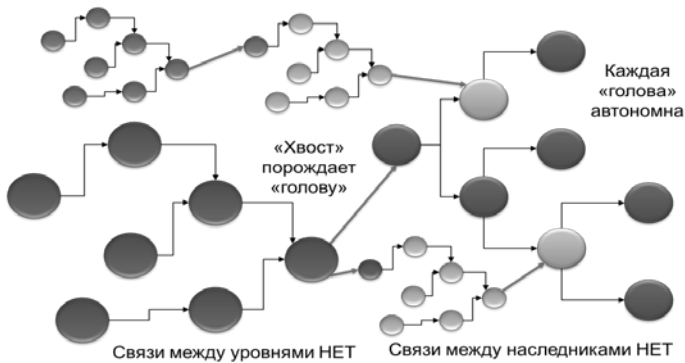 Каждая
«голова»
автономна
«Хвост»
порождает
«голову»
Связи между уровнями НЕТ
Связи между наследниками НЕТ